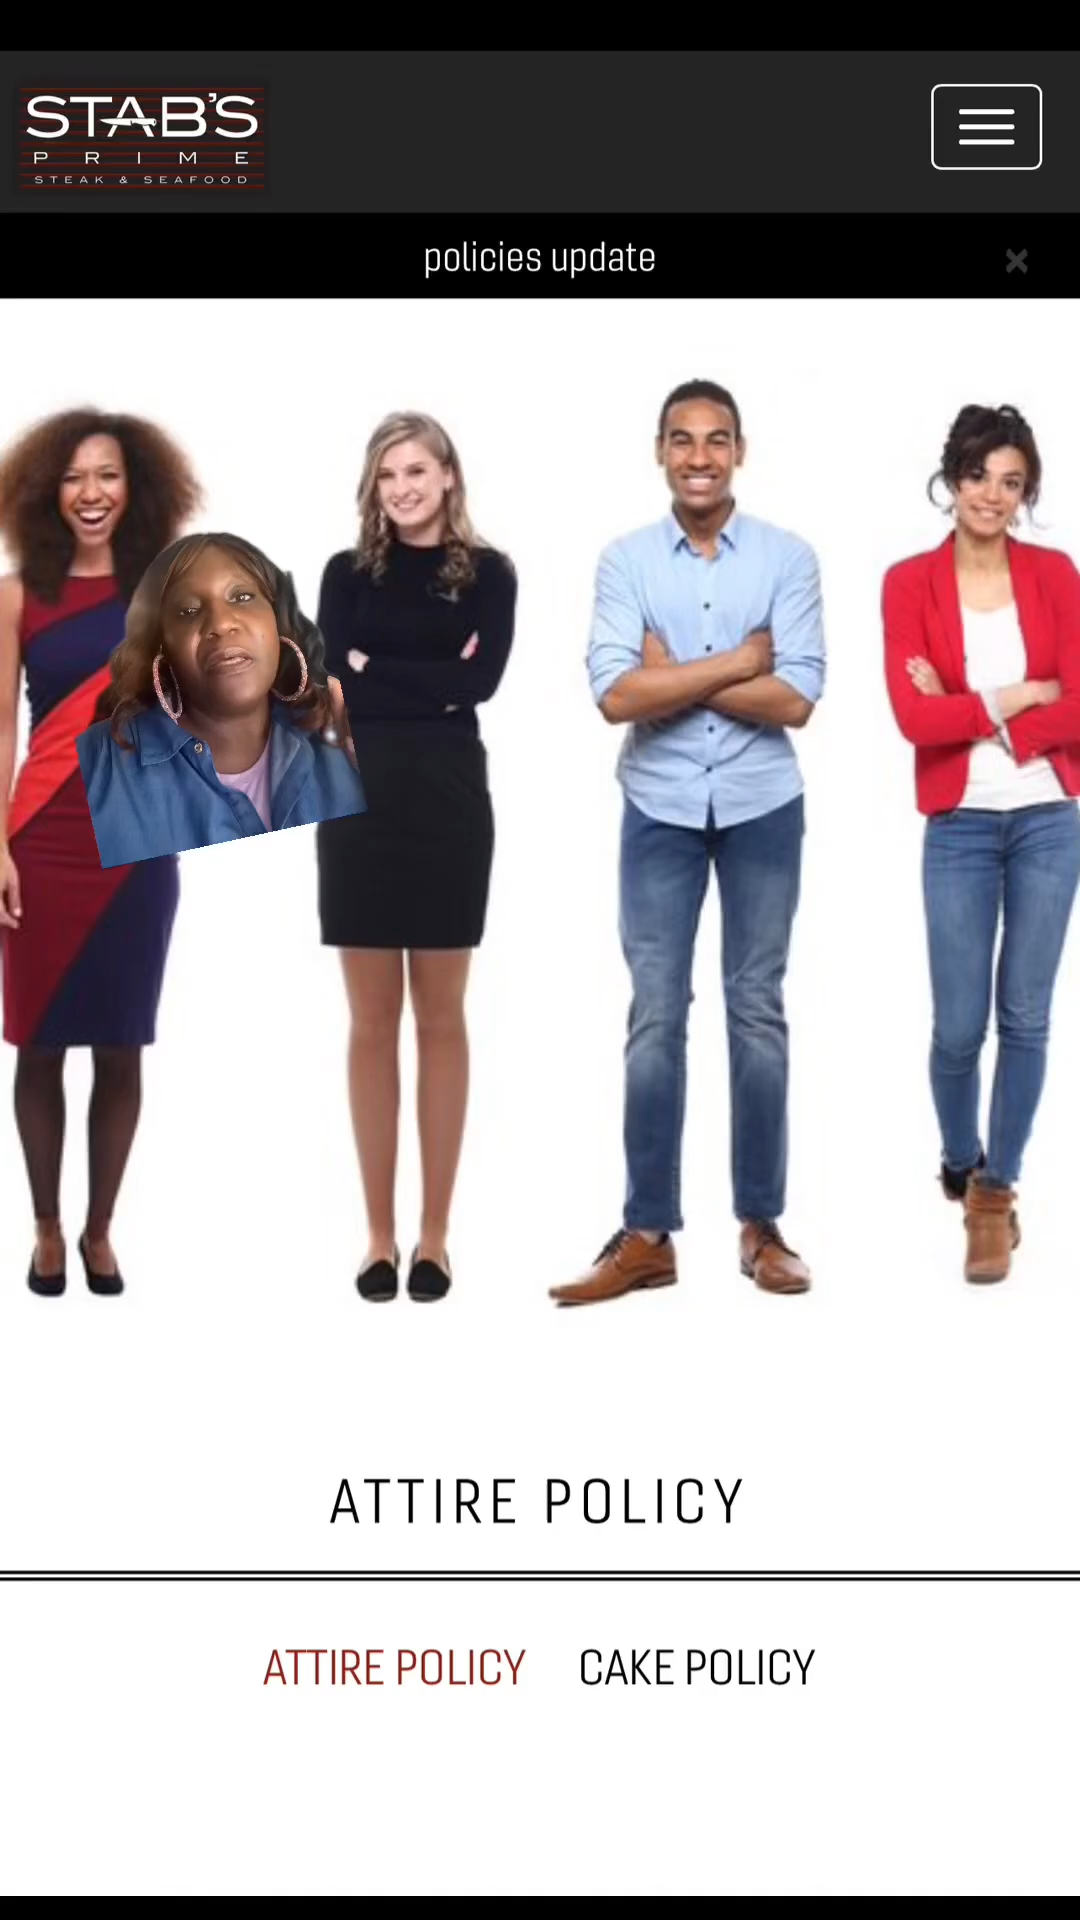 STAB'S
PRIME
STEAK & SEAFOOD
policies update
ATTIRE POLICY
ATTIRE POLICY CAKE POLICY